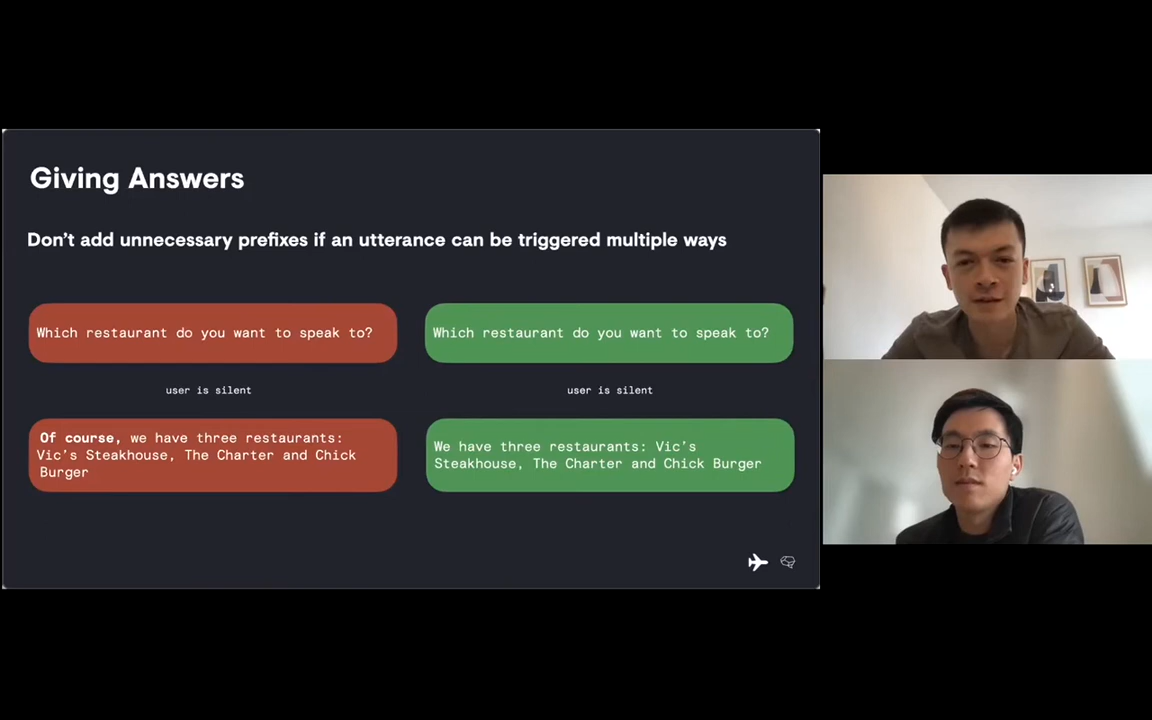 Giving Answers
Don't add unnecessary prefixes if an utterance can be triggered multiple ways
Which restaurant do you want to speak to?
user is silent
Of course, we have three restaurants:
Vic's Steakhouse, The Charter and Chick
Burger
Which restaurant do you want to speak to?
user is silent
We have three restaurants: Vic's
Steakhouse, The Charter and Chick Burger